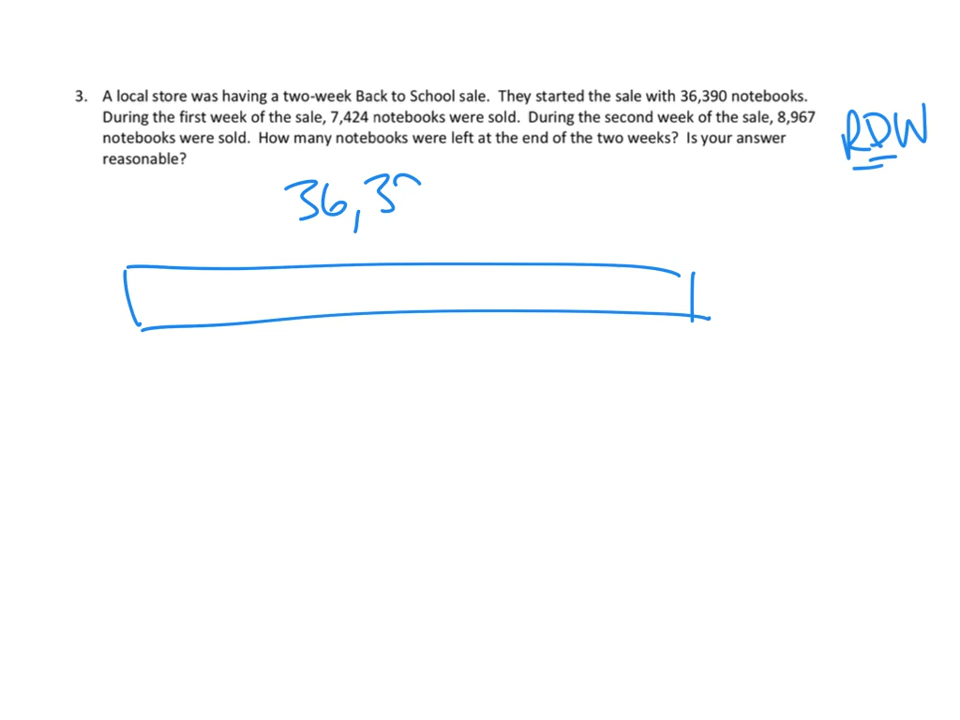 3. A local store was having a two-week Back to School sale. They started the sale with 36,390 notebooks.
During the first week of the sale, 7,424 notebooks were sold. During the second week of the sale, 8,967
notebooks were sold. How many notebooks were left at the end of the two weeks? Is your answer
reasonable?
RDW
36,3